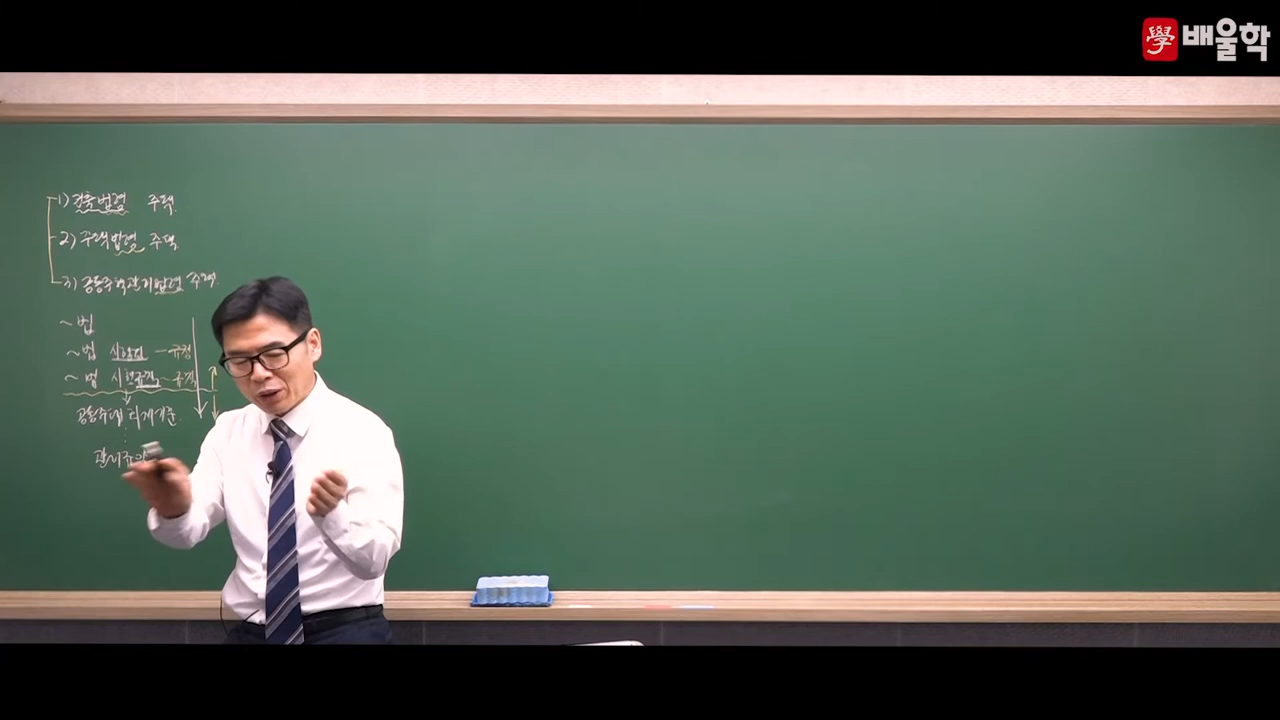 學 배울학
1) 건축법령 주택
2) 주택법령 주택
3) 공동주택관리법령 주택
~법
~법 시행령 - 규정
~법 시행규칙 - 규칙
공동주택 회계기준
관리규약